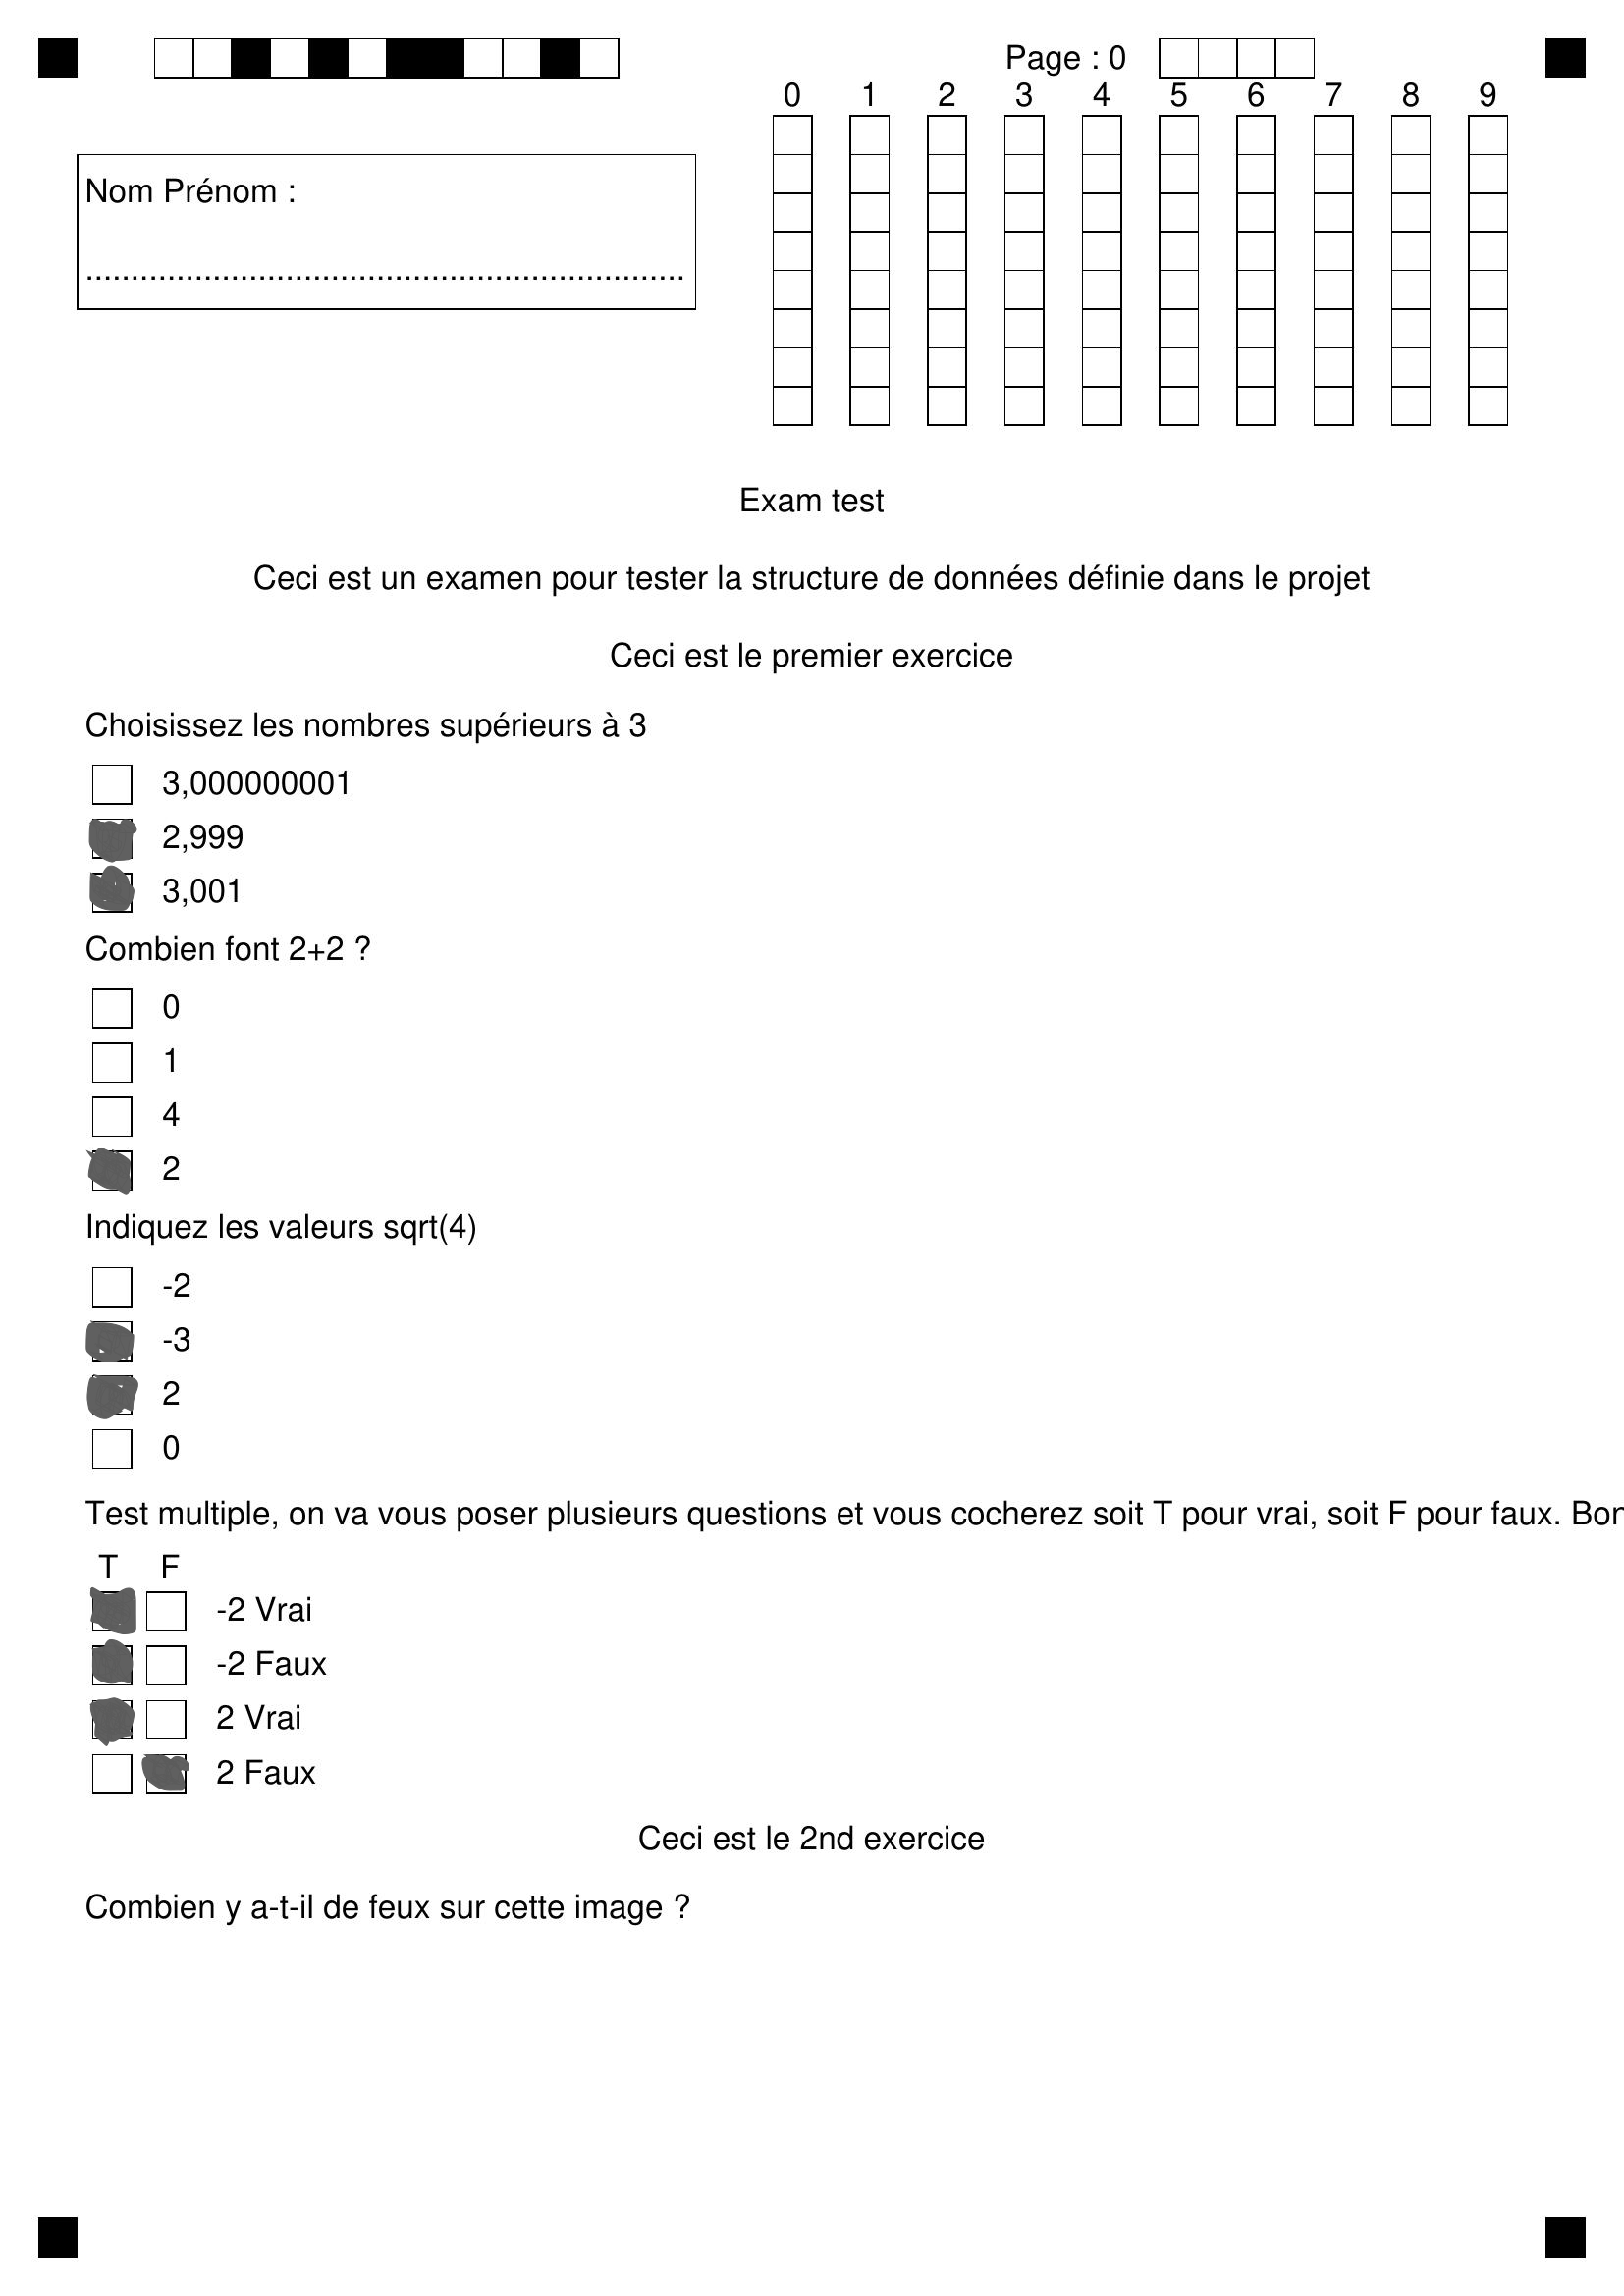 Page : 0
0 1 2 3 4 5 6 7 8 9
Nom Prénom :
..................................................................
Exam test
Ceci est un examen pour tester la structure de données définie dans le projet
Ceci est le premier exercice
Choisissez les nombres supérieurs à 3
3,000000001
2,999
3,001
Combien font 2+2 ?
0
1
4
2
Indiquez les valeurs sqrt(4)
-2
-3
2
0
Test multiple, on va vous poser plusieurs questions et vous cocherez soit T pour vrai, soit F pour faux. Bon
T F
-2 Vrai
-2 Faux
2 Vrai
2 Faux
Ceci est le 2nd exercice
Combien y a-t-il de feux sur cette image ?